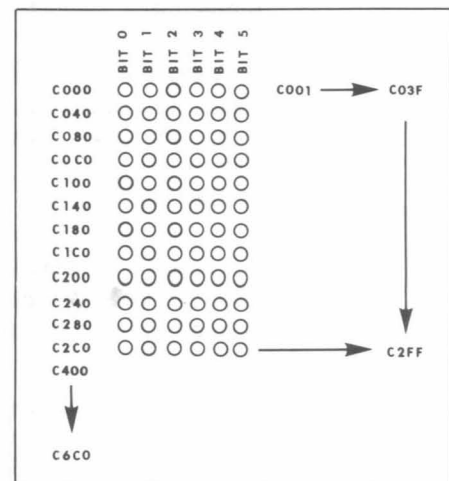 BIT 0 BIT 1 BIT 2 BIT 3 BIT 4 BIT 5
C000 C001 C03F
C040
C080
C0C0
C100
C140
C180
C1C0
C200
C240
C280
C2C0 C2FF
C400
C6C0